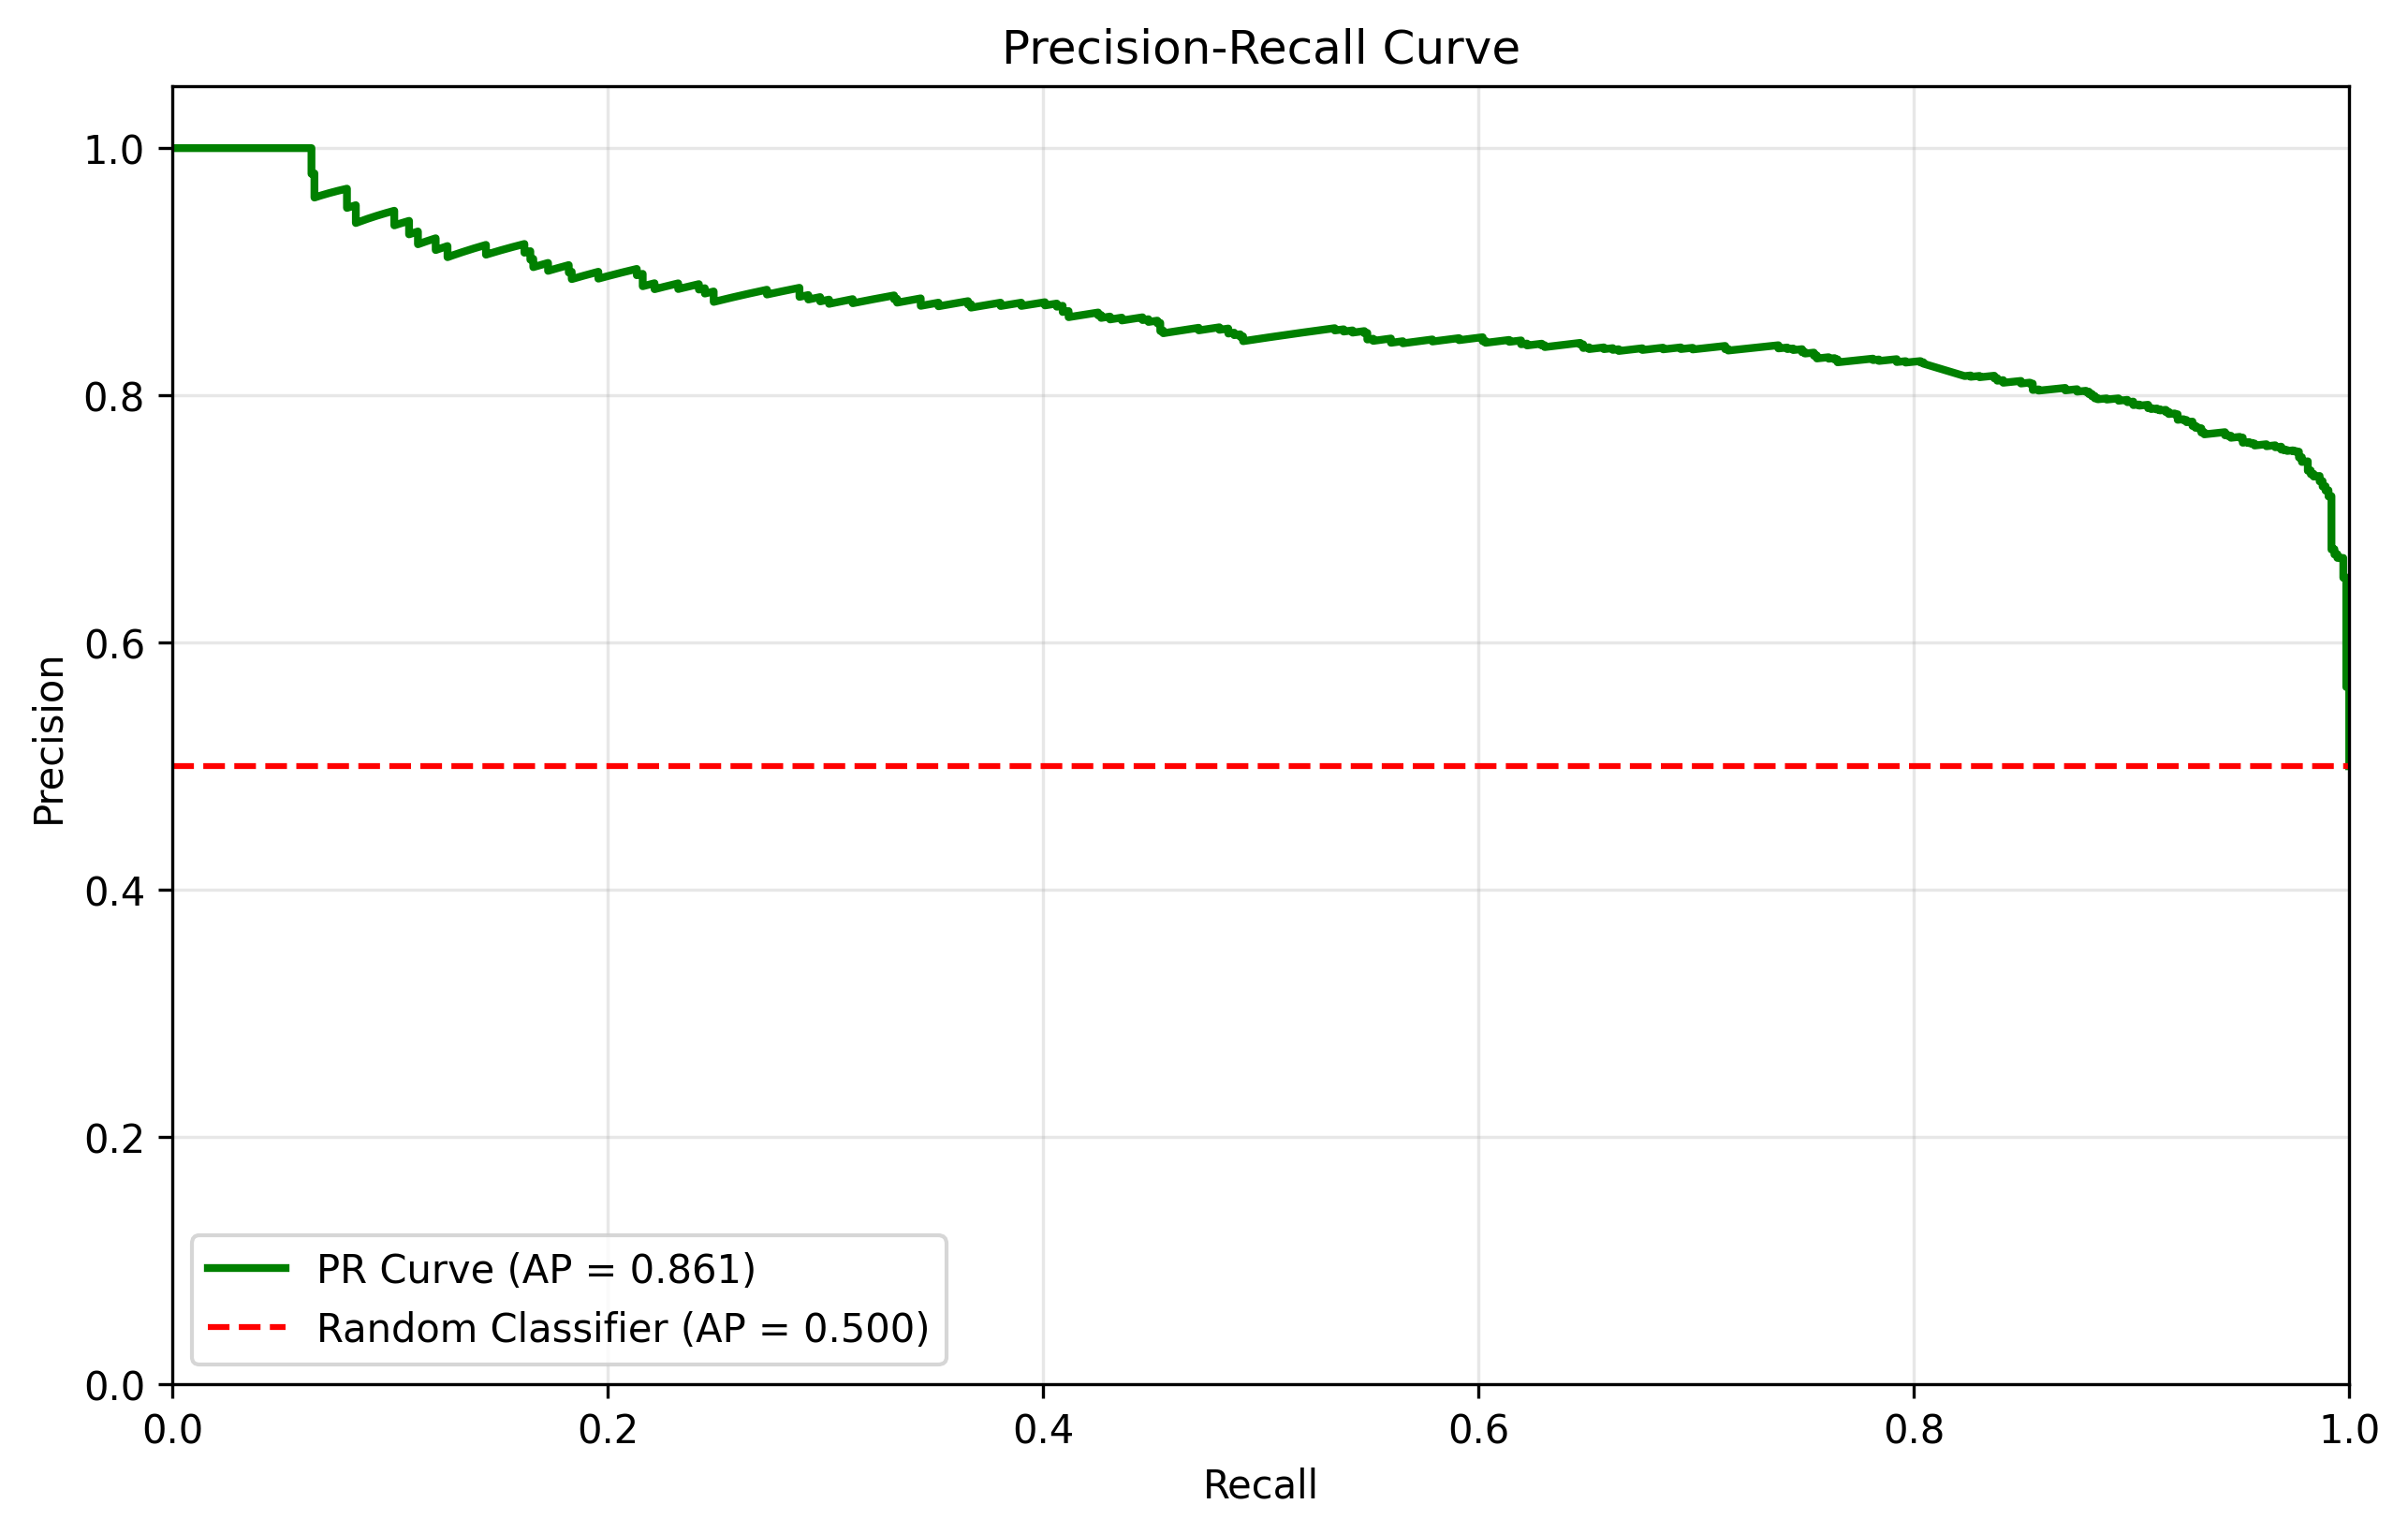 Precision-Recall Curve
1.0
0.8
0.6
0.4
0.2
0.0
Precision
PR Curve (AP = 0.861)
Random Classifier (AP = 0.500)
0.0 0.2 0.4 0.6 0.8 1.0
Recall